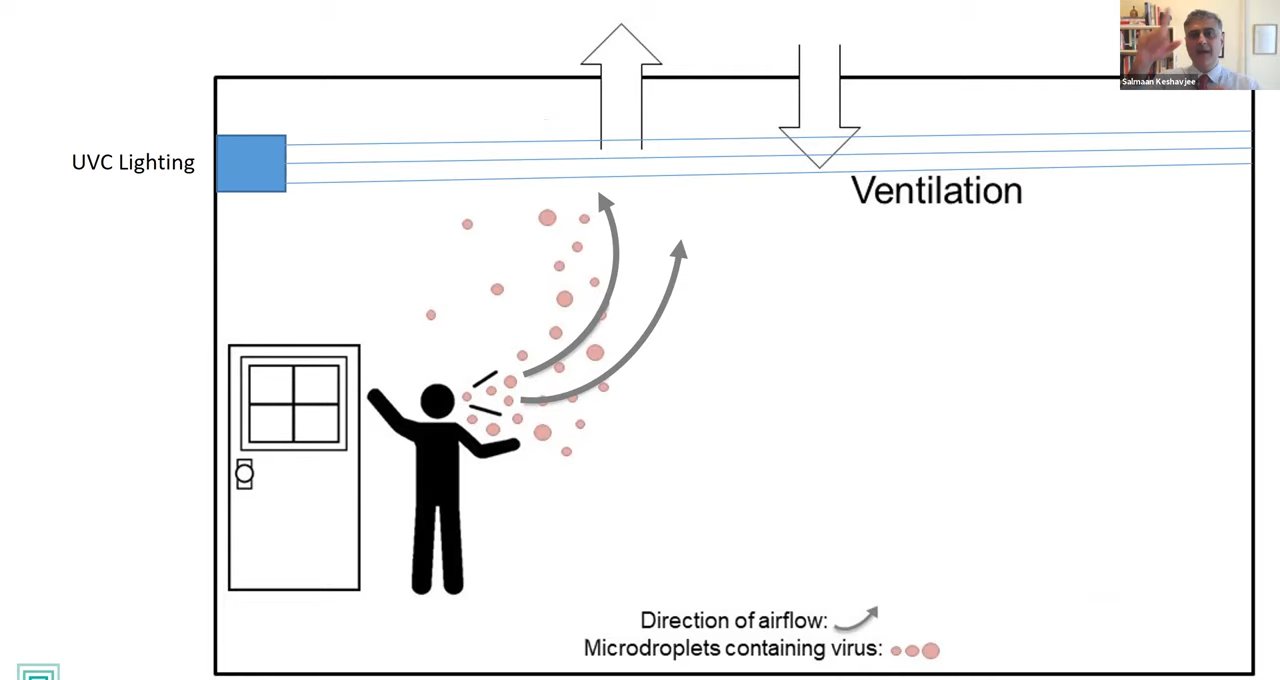 Salmaan Keshavjee
UVC Lighting
Ventilation
Direction of airflow:
Microdroplets containing virus: